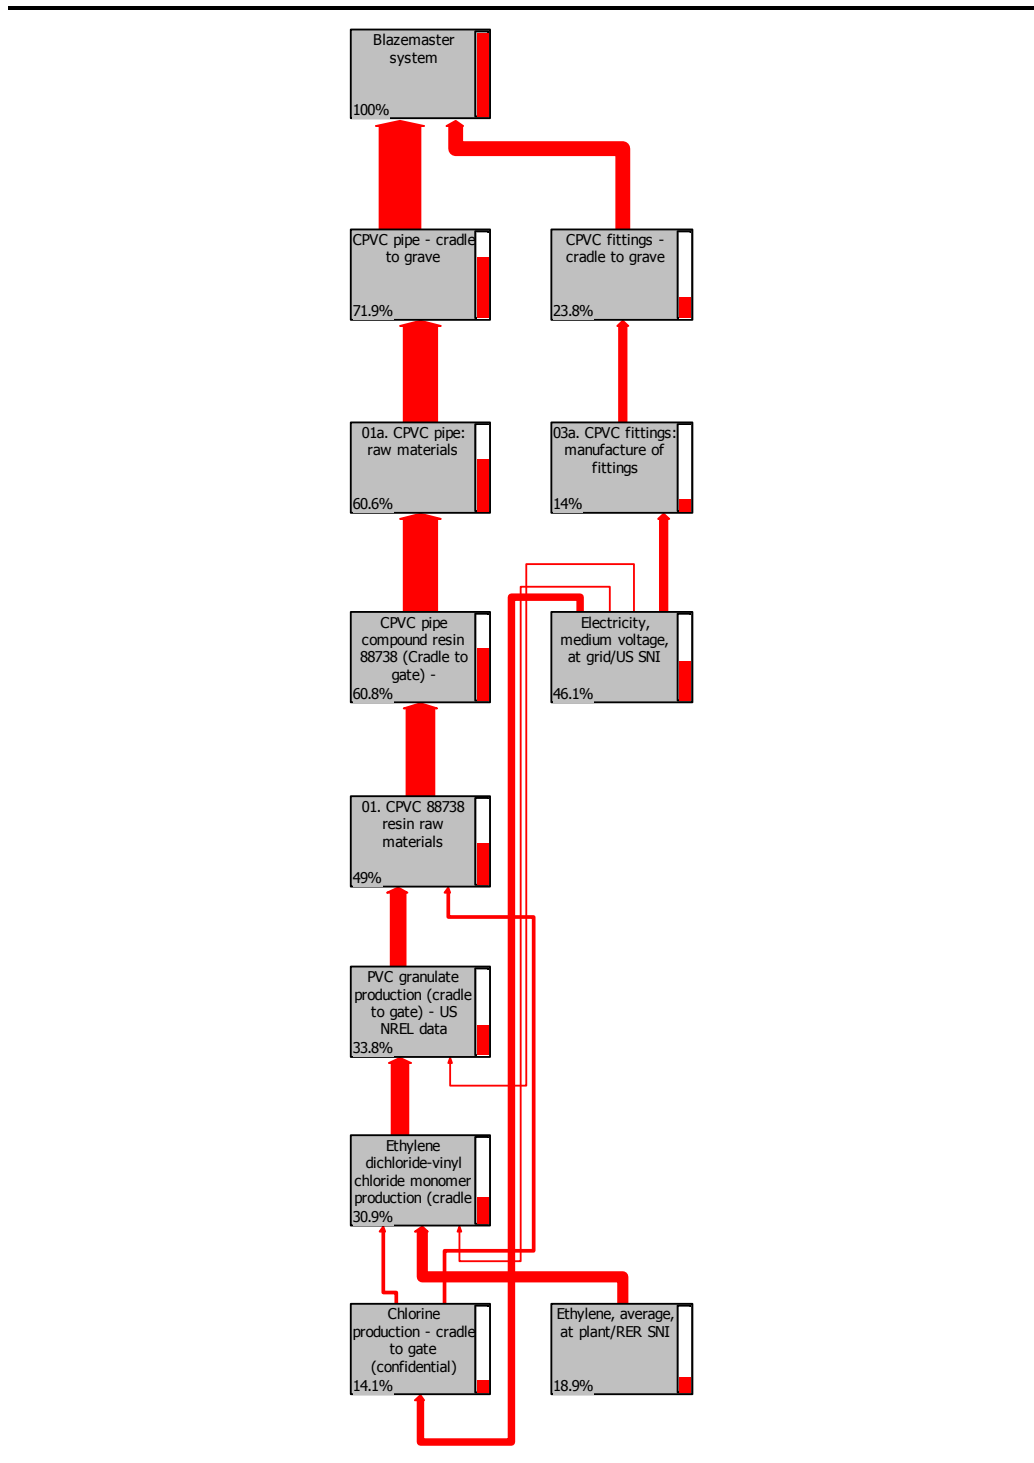 Blazemaster
system
100%
CPVC pipe - cradle
to grave
71.9%
CPVC fittings -
cradle to grave
23.8%
01a. CPVC pipe:
raw materials
60.6%
03a. CPVC fittings:
manufacture of
fittings
14%
CPVC pipe
compound resin
88738 (Cradle to
gate) -
60.8%
Electricity,
medium voltage,
at grid/US SNI
46.1%
01. CPVC 88738
resin raw
materials
49%
PVC granulate
production (cradle
to gate) - US
NREL data
33.8%
Ethylene
dichloride-vinyl
chloride monomer
production (cradle
30.9%
Chlorine
production - cradle
to gate
(confidential)
14.1%
Ethylene, average,
at plant/RER SNI
18.9%